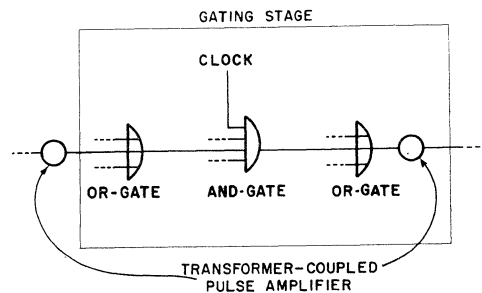 GATING STAGE
CLOCK
OR-GATE
AND-GATE
OR-GATE
TRANSFORMER-COUPLED
PULSE AMPLIFIER